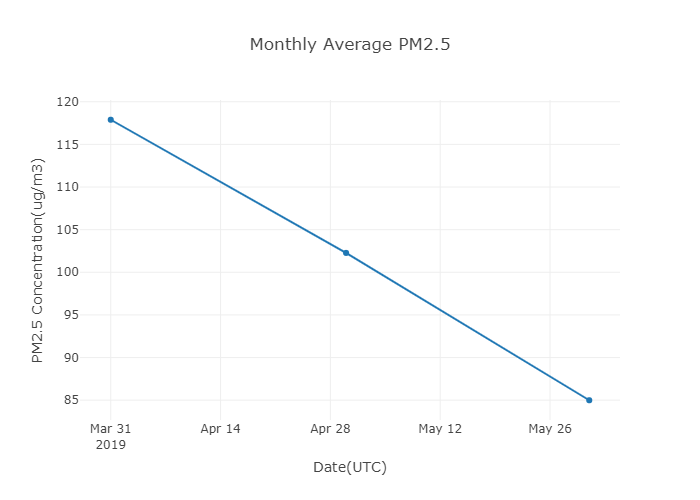 Monthly Average PM2.5
120
115
110
105
100
95
90
85
PM2.5 Concentration(ug/m3)
Mar 31
2019
Apr 14
Apr 28
May 12
May 26
Date(UTC)